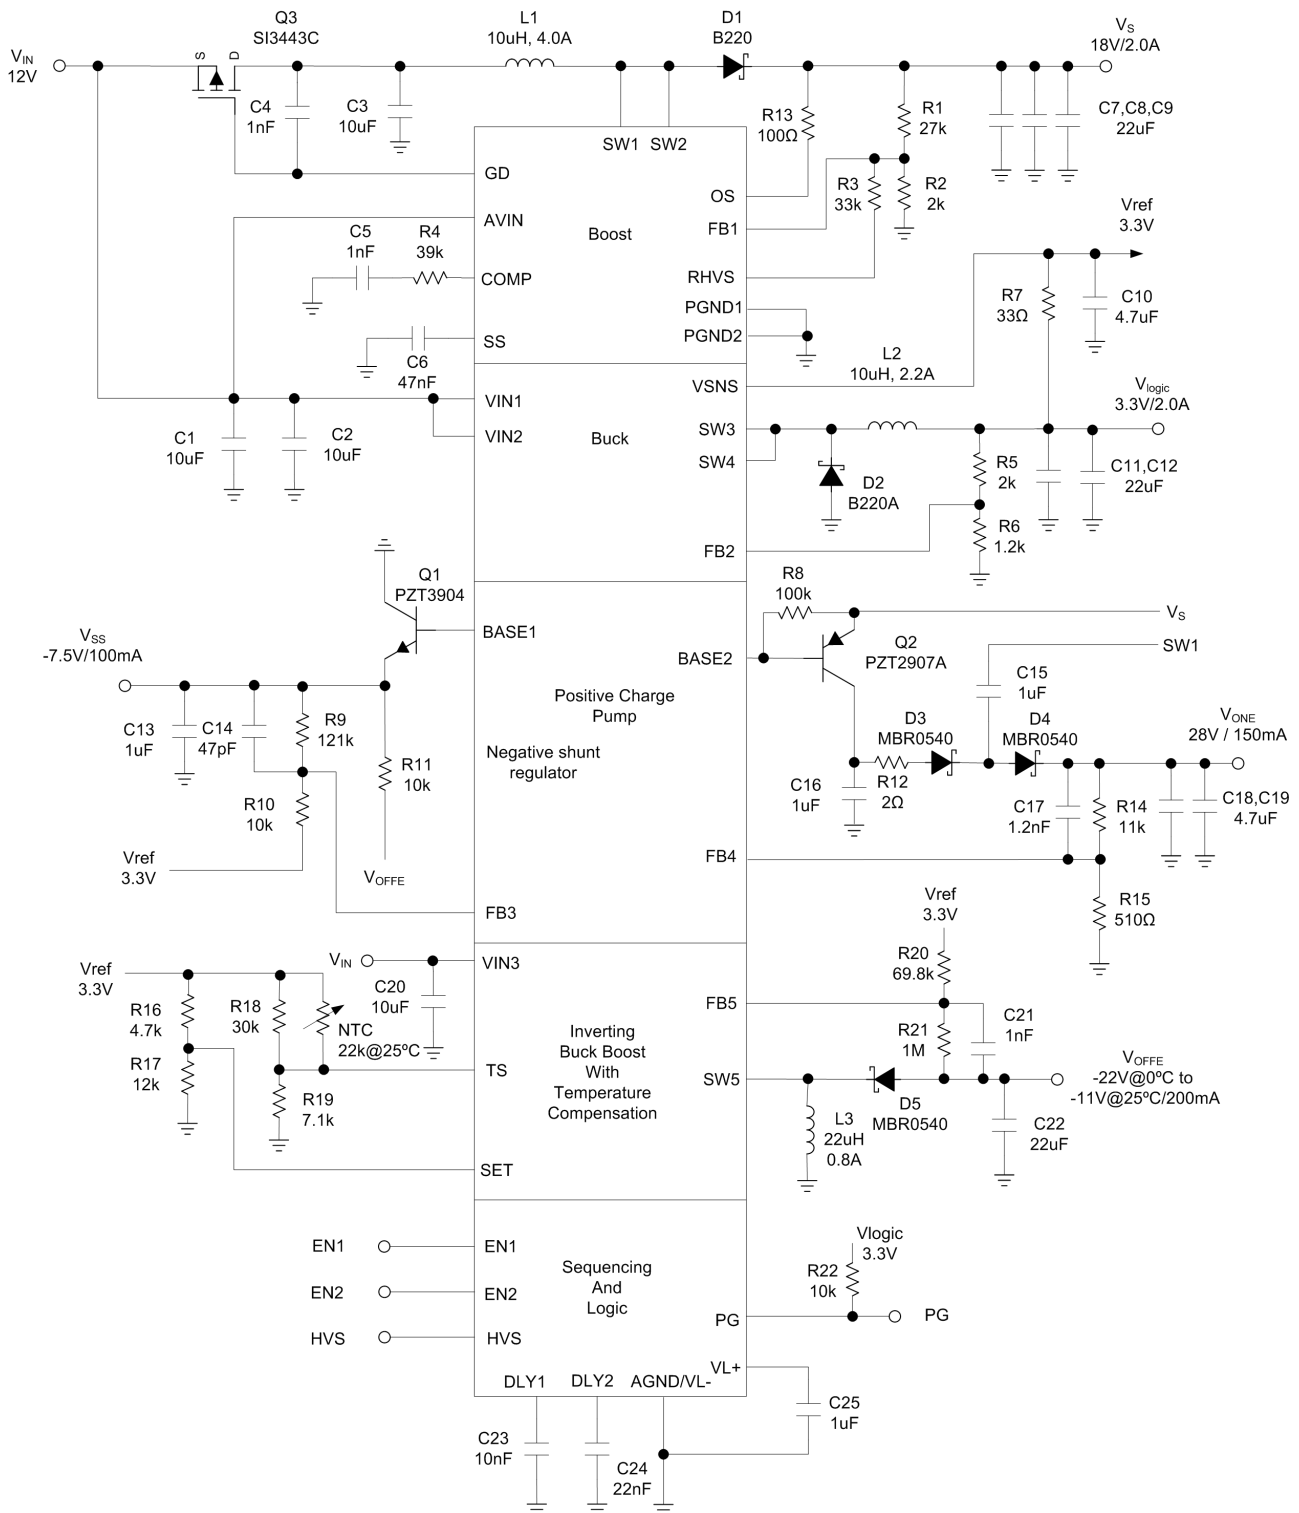 Q3
SI3443C
L1
10uH, 4.0A
D1
B220
VS
18V/2.0A
VIN
12V
S
D
C4
1nF
C3
10uF
R13
100Ω
R1
27k
C7,C8,C9
22uF
SW1
SW2
GD
OS
R3
33k
R2
2k
Vref
3.3V
AVIN
FB1
Boost
C5
1nF
R4
39k
COMP
RHVS
PGND1
PGND2
R7
33Ω
C10
4.7uF
SS
C6
47nF
L2
10uH, 2.2A
VSNS
Vlogic
3.3V/2.0A
VIN1
VIN2
Buck
SW3
SW4
C1
10uF
C2
10uF
D2
B220A
R5
2k
C11,C12
22uF
R6
1.2k
FB2
Q1
PZT3904
R8
100k
VS
BASE1
BASE2
Q2
PZT2907A
SW1
VSS
-7.5V/100mA
C15
1uF
Positive Charge
Pump
Negative shunt
regulator
C13
1uF
C14
47pF
R9
121k
R11
10k
D3
MBR0540
D4
MBR0540
VONE
28V / 150mA
R10
10k
C16
1uF
R12
2Ω
C17
1.2nF
R14
11k
C18,C19
4.7uF
Vref
3.3V
VOFFE
FB4
FB3
R15
510Ω
Vref
3.3V
VIN
VIN3
Vref
3.3V
R20
69.8k
R16
4.7k
R18
30k
NTC
22k@25ºC
C20
10uF
FB5
C21
1nF
R21
1M
Inverting
Buck Boost
With
Temperature
Compensation
R17
12k
TS
SW5
VOFFE
-22V@0ºC to
-11V@25ºC/200mA
R19
7.1k
D5
MBR0540
L3
22uH
0.8A
C22
22uF
SET
EN1
EN1
EN2
EN2
HVS
HVS
Sequencing
And
Logic
Vlogic
3.3V
R22
10k
PG
PG
VL+
DLY1
DLY2
AGND/VL-
C25
1uF
C23
10nF
C24
22nF